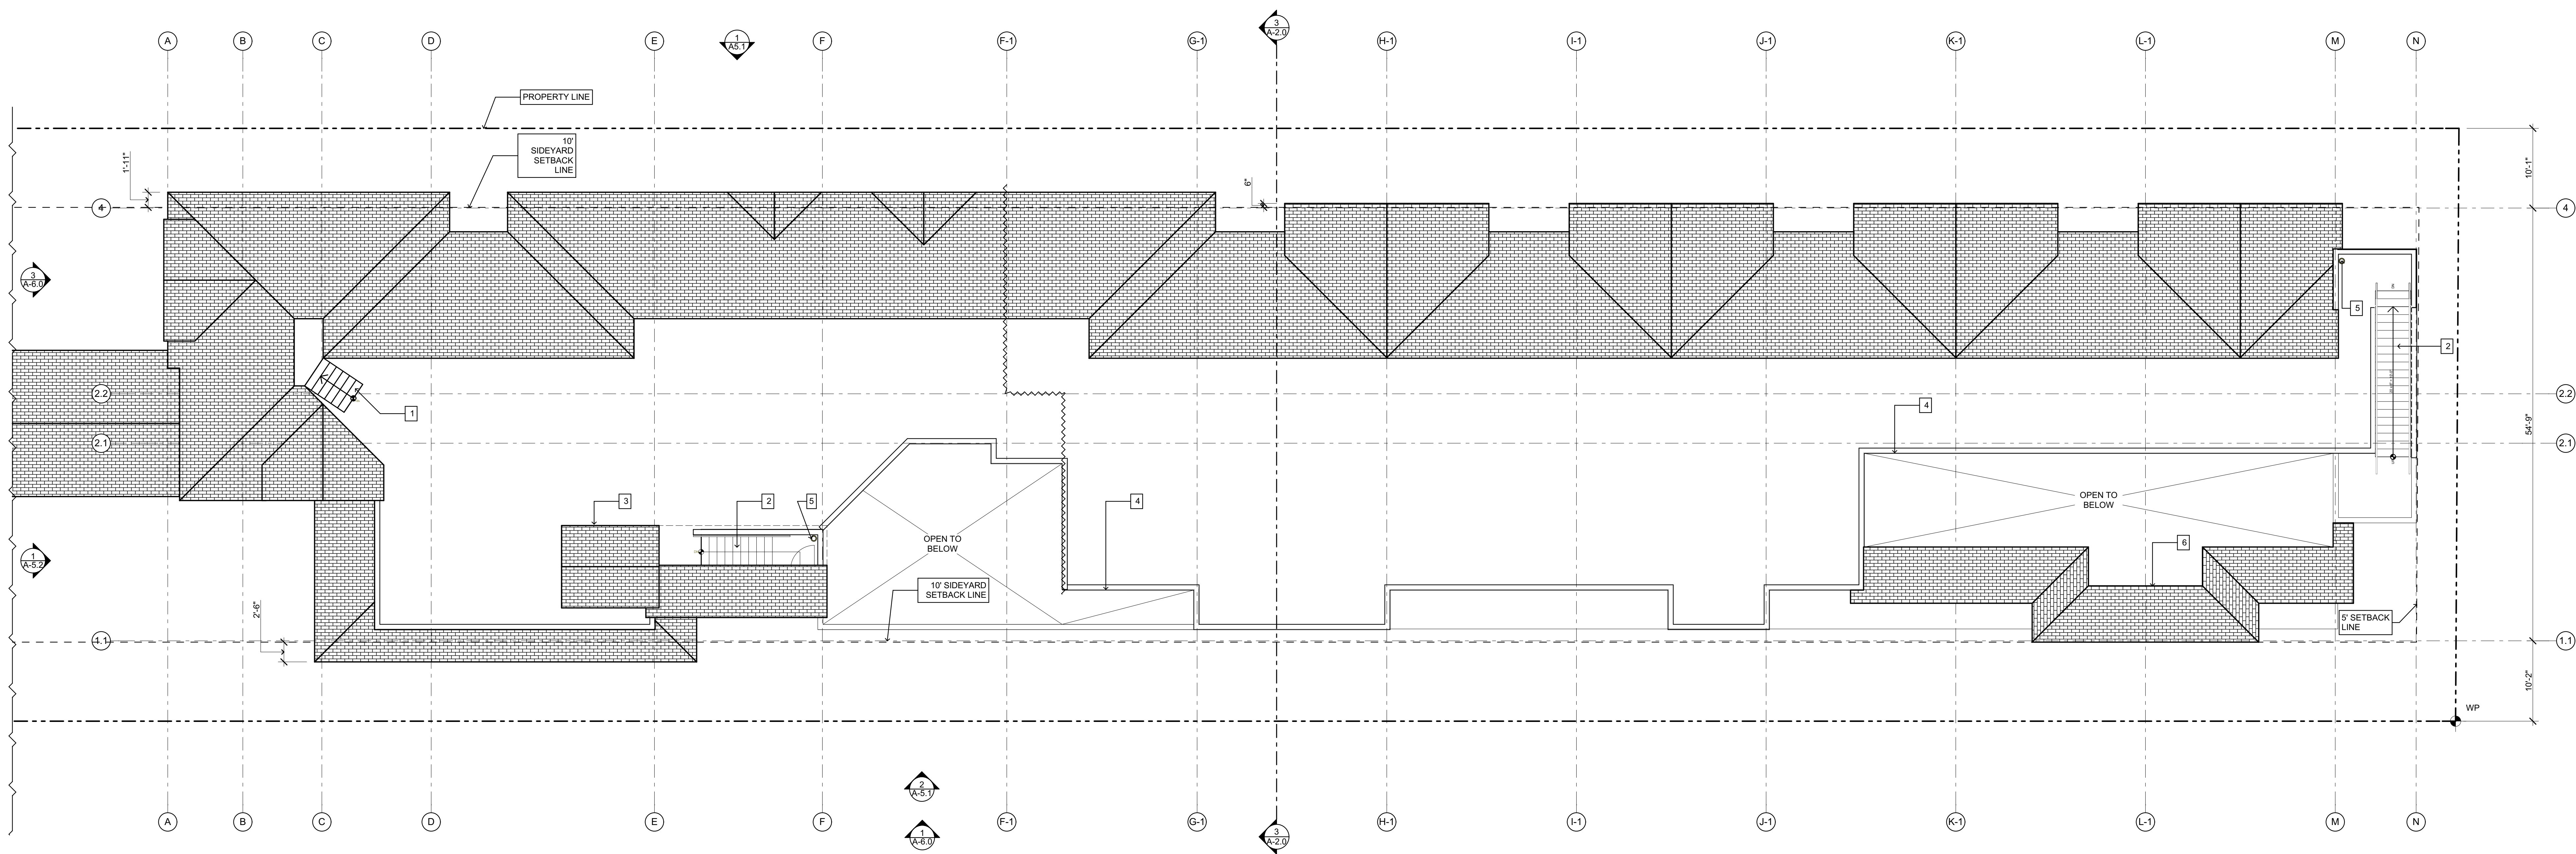 3
A-2.0
A
B
C
D
E
1
A5.1
F
F-1
G-1
H-1
I-1
J-1
K-1
L-1
M
N
PROPERTY LINE
10'
SIDEYARD
SETBACK
LINE
1'-11"
6"
10'-1"
4
4
3
A-6.0
5
2
2.2
2.2
1
4
54'-9"
2.1
2.1
3
2
5
4
OPEN TO
BELOW
OPEN TO
BELOW
6
1
A-5.2
10' SIDEYARD
SETBACK LINE
2'-6"
5' SETBACK
LINE
1.1
1.1
10'-2"
WP
2
A-5.1
A
B
C
D
E
F
F-1
G-1
H-1
I-1
J-1
K-1
L-1
M
N
1
A-6.0
3
A-2.0